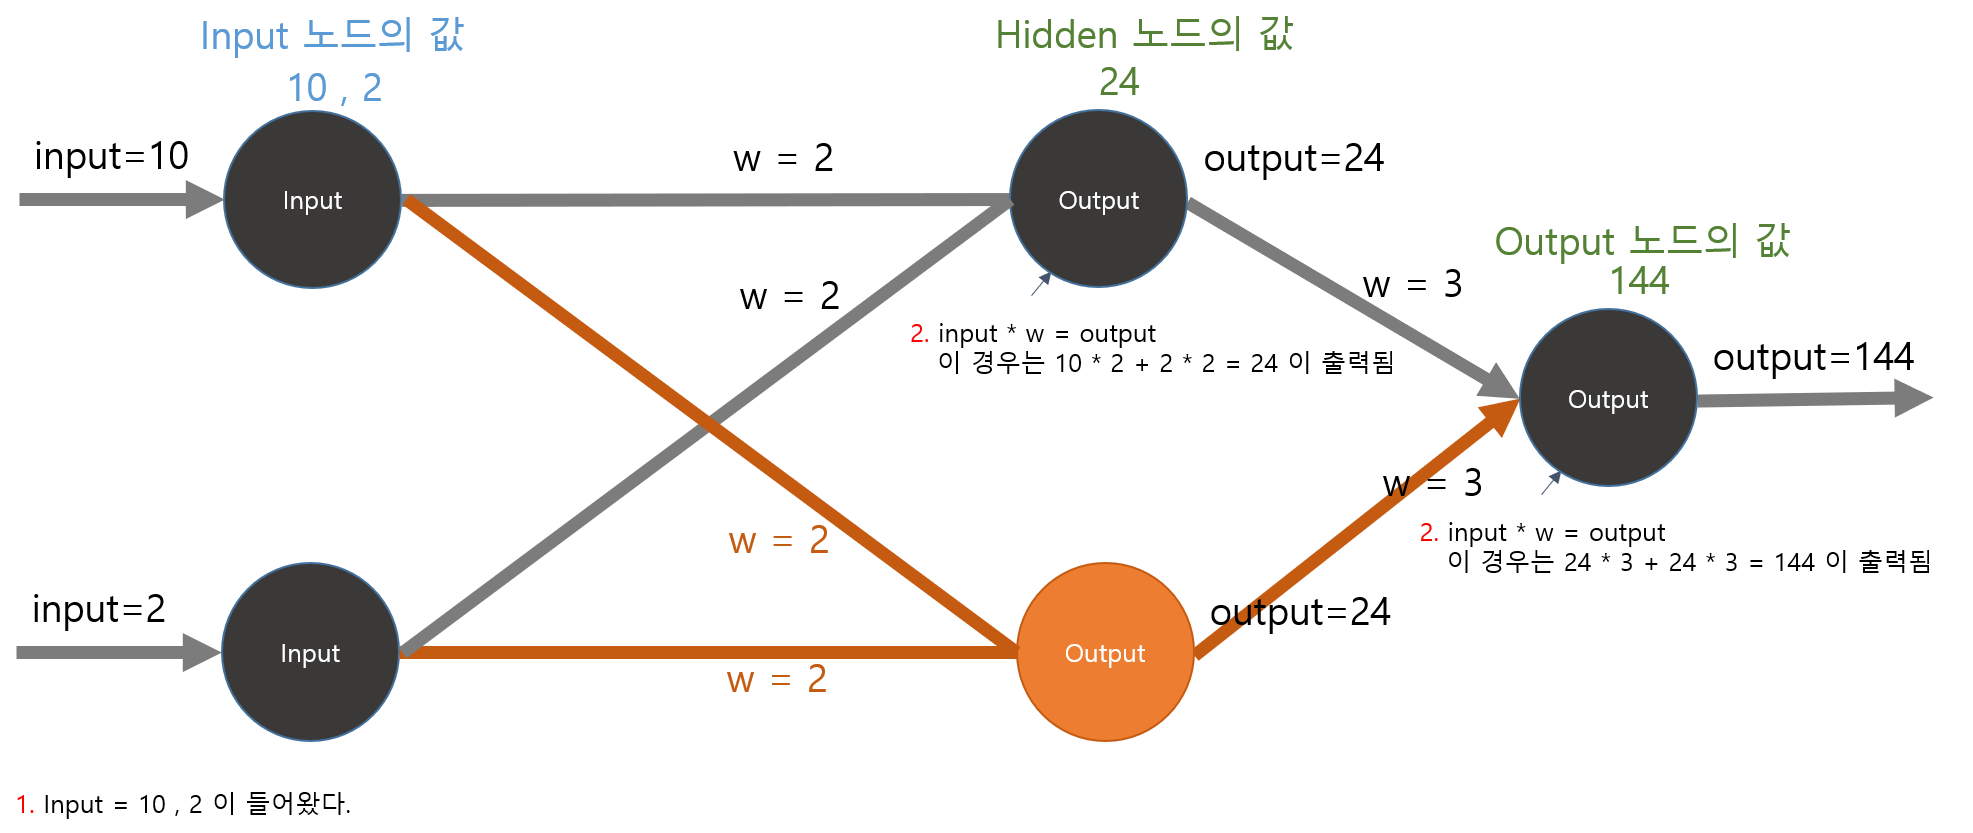 Input 노드의 값
10 , 2
Hidden 노드의 값
24
input=10
Input
w = 2
Output
output=24
w = 2
w = 3
Output 노드의 값
144
2. input * w = output
이 경우는 10 * 2 + 2 * 2 = 24 이 출력됨
output=144
Output
w = 3
2. input * w = output
이 경우는 24 * 3 + 24 * 3 = 144 이 출력됨
w = 2
input=2
Input
w = 2
Output
output=24
1. Input = 10 , 2 이 들어왔다.